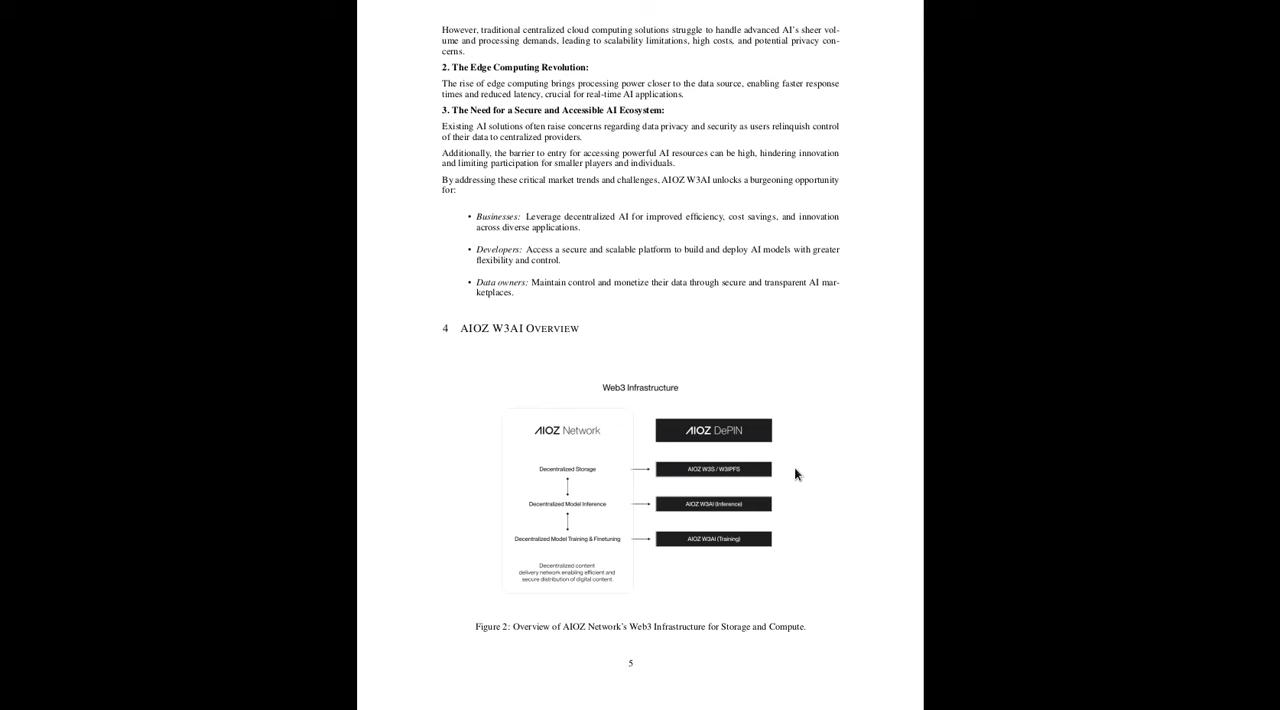 However, traditional centralized cloud computing solutions struggle to handle advanced AI's sheer vol-
ume and processing demands, leading to scalability limitations, high costs, and potential privacy con-
cerns.
2. The Edge Computing Revolution:
The rise of edge computing brings processing power closer to the data source, enabling faster response
times and reduced latency, crucial for real-time AI applications.
3. The Need for a Secure and Accessible AI Ecosystem:
Existing AI solutions often raise concerns regarding data privacy and security as users relinquish control
of their data to centralized providers.
Additionally, the barrier to entry for accessing powerful AI resources can be high, hindering innovation
and limiting participation for smaller players and individuals.
By addressing these critical market trends and challenges, AIOZ W3AI unlocks a burgeoning opportunity
for:
• Businesses: Leverage decentralized AI for improved efficiency, cost savings, and innovation
across diverse applications.
• Developers: Access a secure and scalable platform to build and deploy AI models with greater
flexibility and control.
• Data owners: Maintain control and monetize their data through secure and transparent AI mar-
ketplaces.
4 AIOZ W3AI OVERVIEW
Web3 Infrastructure
AIOZ Network
AIOZ DePIN
Decentralized Storage
AIOZ W3S / W3IPFS
Decentralized Model Inference
AIOZ W3AI (Inference)
Decentralized Model Training & Finetuning
AIOZ W3AI (Training)
Decentralized content
delivery network enabling efficient and
secure distribution of digital content.
Figure 2: Overview of AIOZ Network's Web3 Infrastructure for Storage and Compute.
5